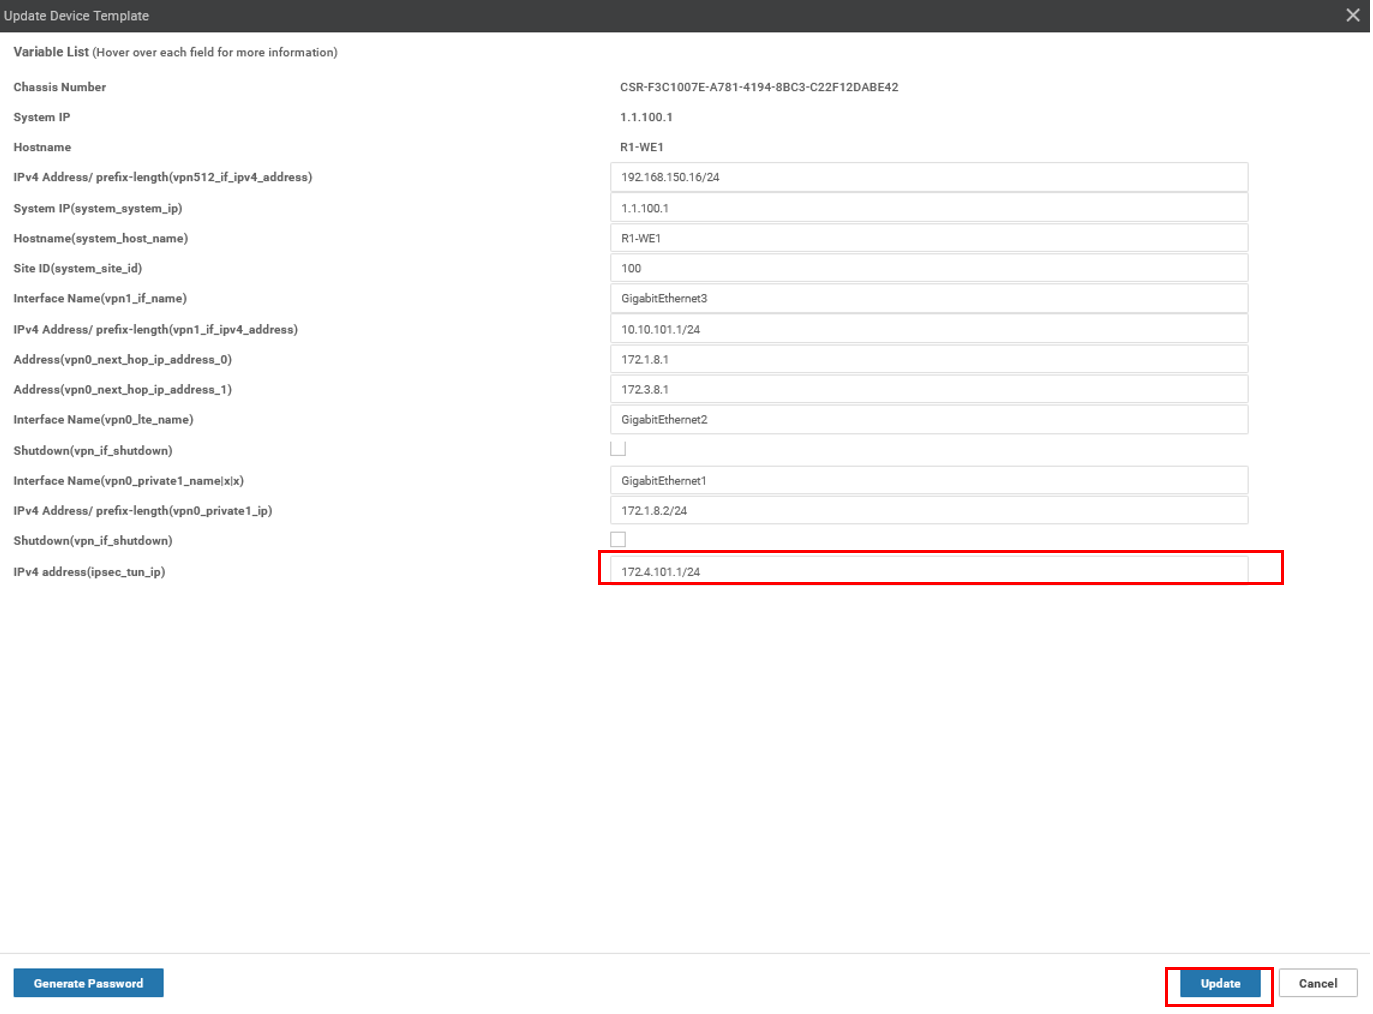 Update Device Template
Variable List (Hover over each field for more information)
Chassis Number CSR-F3C1007E-A781-4194-8BC3-C22F12DABE42
System IP 1.1.100.1
Hostname R1-WE1
IPv4 Address/ prefix-length(vpn512_if_ipv4_address) 192.168.150.16/24
System IP(system_system_ip) 1.1.100.1
Hostname(system_host_name) R1-WE1
Site ID(system_site_id) 100
Interface Name(vpn1_if_name) GigabitEthernet3
IPv4 Address/ prefix-length(vpn1_if_ipv4_address) 10.10.101.1/24
Address(vpn0_next_hop_ip_address_0) 172.1.8.1
Address(vpn0_next_hop_ip_address_1) 172.3.8.1
Interface Name(vpn0_lte_name) GigabitEthernet2
Shutdown(vpn_if_shutdown)
Interface Name(vpn0_private1_name|x|x) GigabitEthernet1
IPv4 Address/ prefix-length(vpn0_private1_ip) 172.1.8.2/24
Shutdown(vpn_if_shutdown)
IPv4 address(ipsec_tun_ip) 172.4.101.1/24
Generate Password Update Cancel